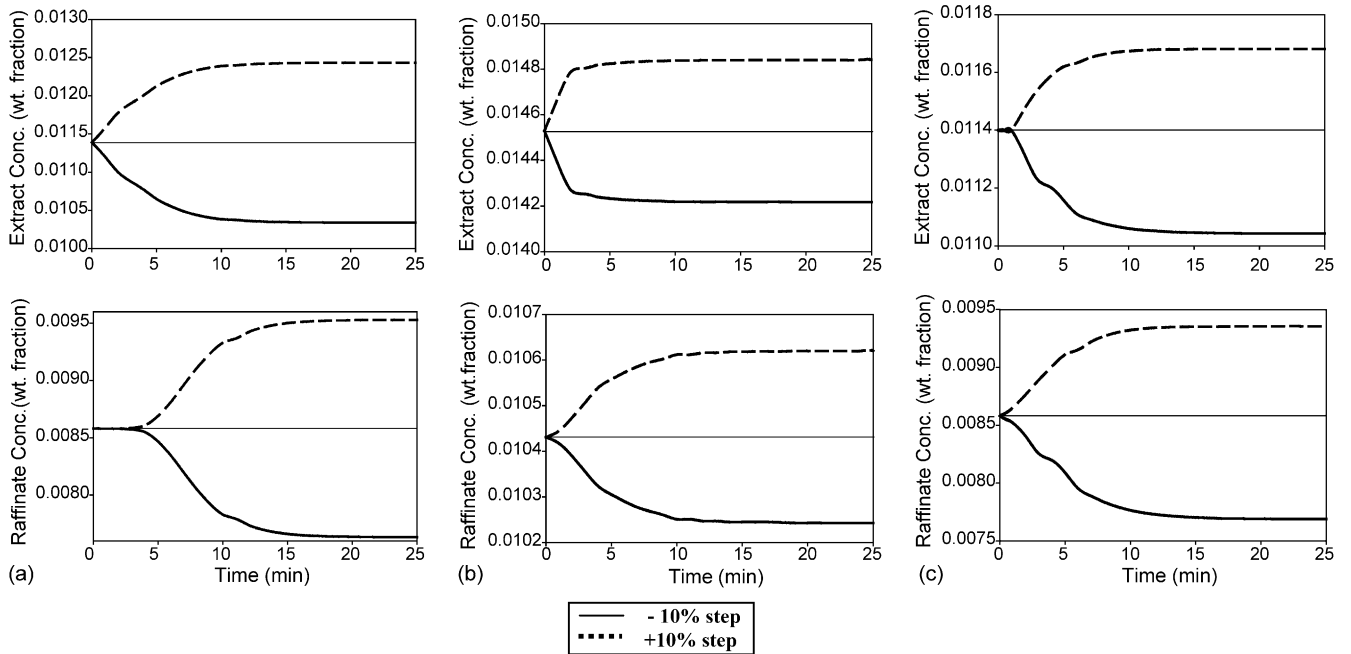 Extract Conc. (wt. fraction)
0.0130
0.0125
0.0120
0.0115
0.0110
0.0105
0.0100
0 5 10 15 20 25
Extract Conc. (wt. fraction)
0.0150
0.0148
0.0146
0.0144
0.0142
0.0140
0 5 10 15 20 25
Extract Conc. (wt. fraction)
0.0118
0.0116
0.0114
0.0112
0.0110
0 5 10 15 20 25
Raffinate Conc.(wt.fraction)
0.0095
0.0090
0.0085
0.0080
0 5 10 15 20 25
(a) Time (min)
Raffinate Conc. (wt. fraction)
0.0107
0.0106
0.0105
0.0104
0.0103
0.0102
0 5 10 15 20 25
(b) Time (min)
Raffinate Conc. (wt. fraction)
0.0095
0.0090
0.0085
0.0080
0.0075
0 5 10 15 20 25
(c) Time (min)
- 10% step
+10% step